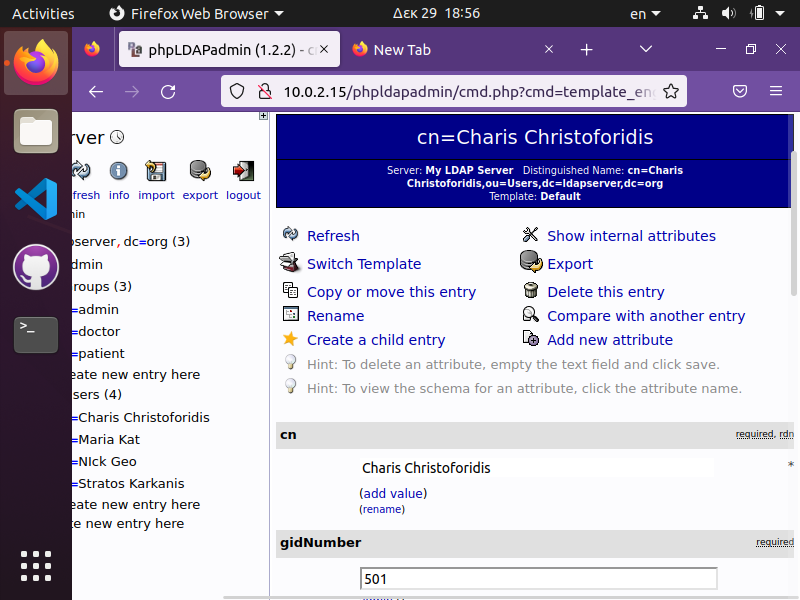 Activities Firefox Web Browser Δεκ 29 18:56 en
phpLDAPadmin (1.2.2) - c New Tab
10.0.2.15/phpldapadmin/cmd.php?cmd=template_eng
rver
fresh info import export logout
in
server,dc=org (3)
dmin
roups (3)
=admin
=doctor
=patient
eate new entry here
sers (4)
=Charis Christoforidis
=Maria Kat
=NIck Geo
=Stratos Karkanis
eate new entry here
te new entry here
cn=Charis Christoforidis
Server: My LDAP Server Distinguished Name: cn=Charis
Christoforidis,ou=Users,dc=ldapserver,dc=org
Template: Default
Refresh Show internal attributes
Switch Template Export
Copy or move this entry Delete this entry
Rename Compare with another entry
Create a child entry Add new attribute
Hint: To delete an attribute, empty the text field and click save.
Hint: To view the schema for an attribute, click the attribute name.
cn required, rdn
Charis Christoforidis *
(add value)
(rename)
gidNumber required
501